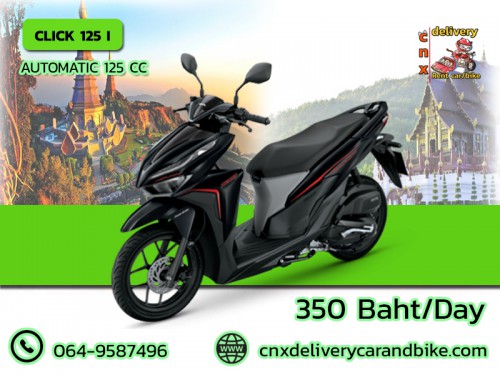 CLICK 125 I
AUTOMATIC 125 CC
cnx
delivery
Rent car/bike
350 Baht/Day
064-9587496
cnxdeliverycarandbike.com